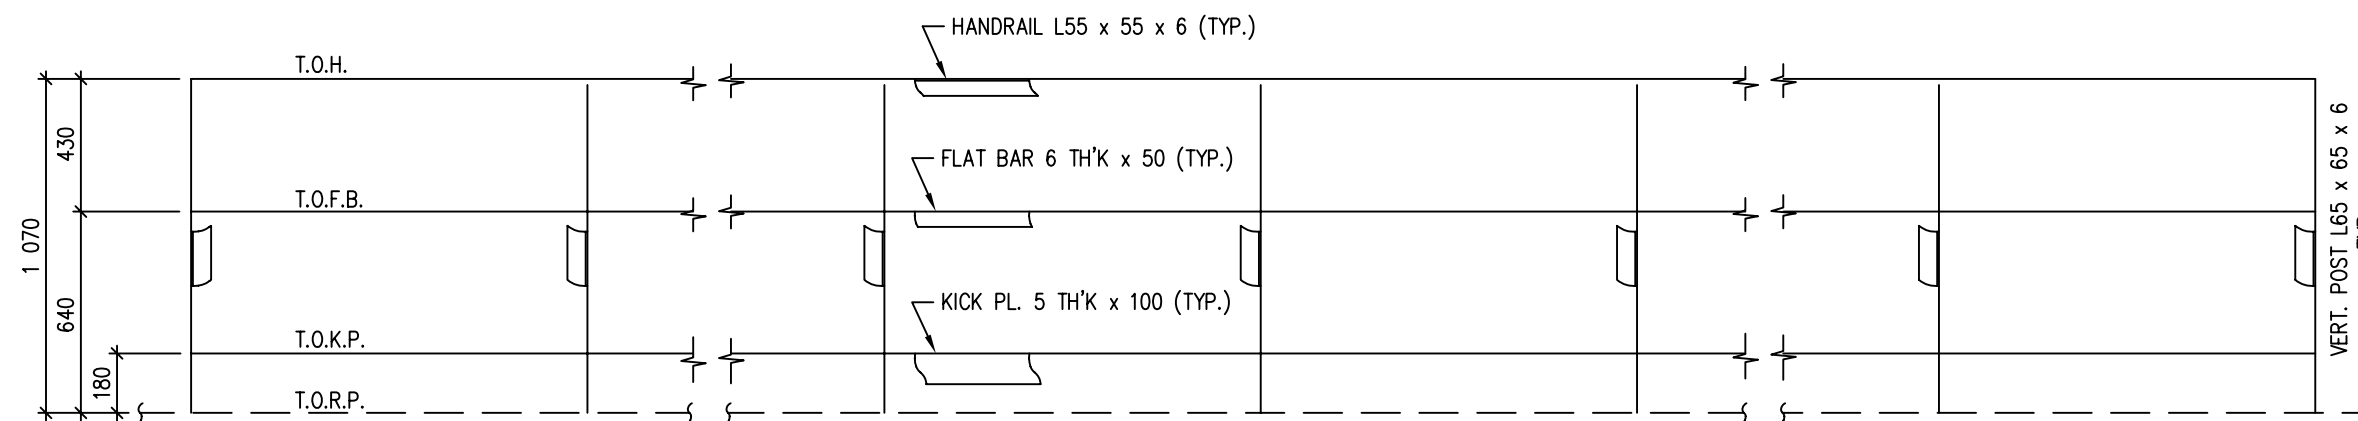 HANDRAIL L55 x 55 x 6 (TYP.)
T.O.H.
430
FLAT BAR 6 TH'K x 50 (TYP.)
T.O.F.B.
1 070
640
KICK PL. 5 TH'K x 100 (TYP.)
T.O.K.P.
180
T.O.R.P.
VERT. POST L65 x 65 x 6